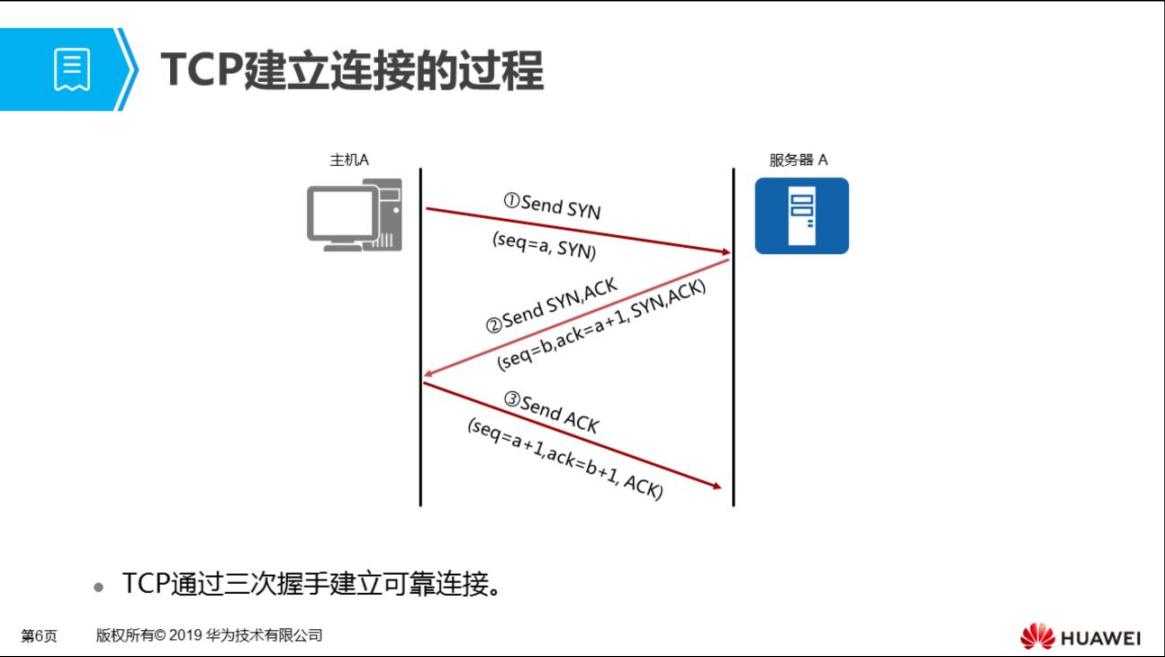 TCP建立连接的过程
主机A
服务器 A
①Send SYN
(seq=a, SYN)
②Send SYN,ACK
(seq=b,ack=a+1, SYN,ACK)
③Send ACK
(seq=a+1,ack=b+1, ACK)
● TCP通过三次握手建立可靠连接。
第6页
版权所有© 2019 华为技术有限公司
HUAWEI